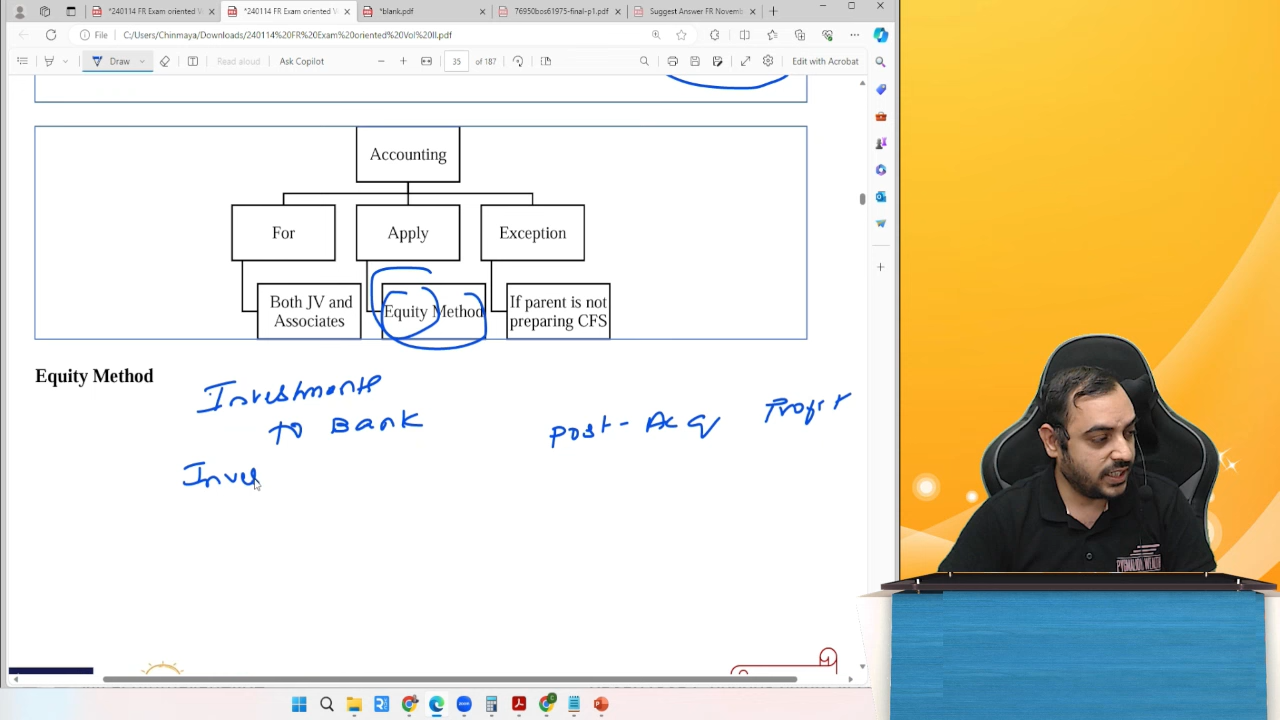 *240114 FR Exam oriented V
*240114 FR Exam oriented V
*blank.pdf
76950bos61975-final-p1.pdf
Suggest Answer FR Novemb
File
C:/Users/Chinmaya/Downloads/240114%20FR%20Exam%20oriented%20Vol%20II.pdf
Draw
Read aloud
Ask Copilot
35 of 187
Edit with Acrobat
Accounting
For
Apply
Exception
Both JV and
Associates
Equity Method
If parent is not
preparing CFS
Equity Method
Investments
To Bank
Post-Acq Profit
Inve
PYGMALION WEALTH